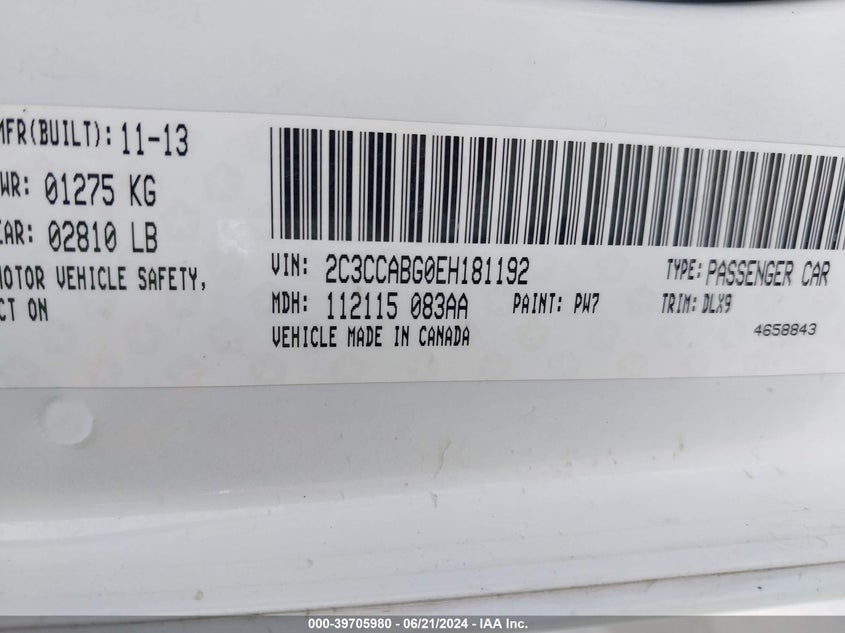 MFR(BUILT): 11-13
WR: 01275 KG
EAR: 02810 LB
MOTOR VEHICLE SAFETY,
CT ON
VIN: 2C3CCABG0EH181192 TYPE: PASSENGER CAR
MDH: 112115 083AA PAINT: PW7 TRIM: DLX9
VEHICLE MADE IN CANADA 4658843
000-39705980 - 06/21/2024 - IAA Inc.